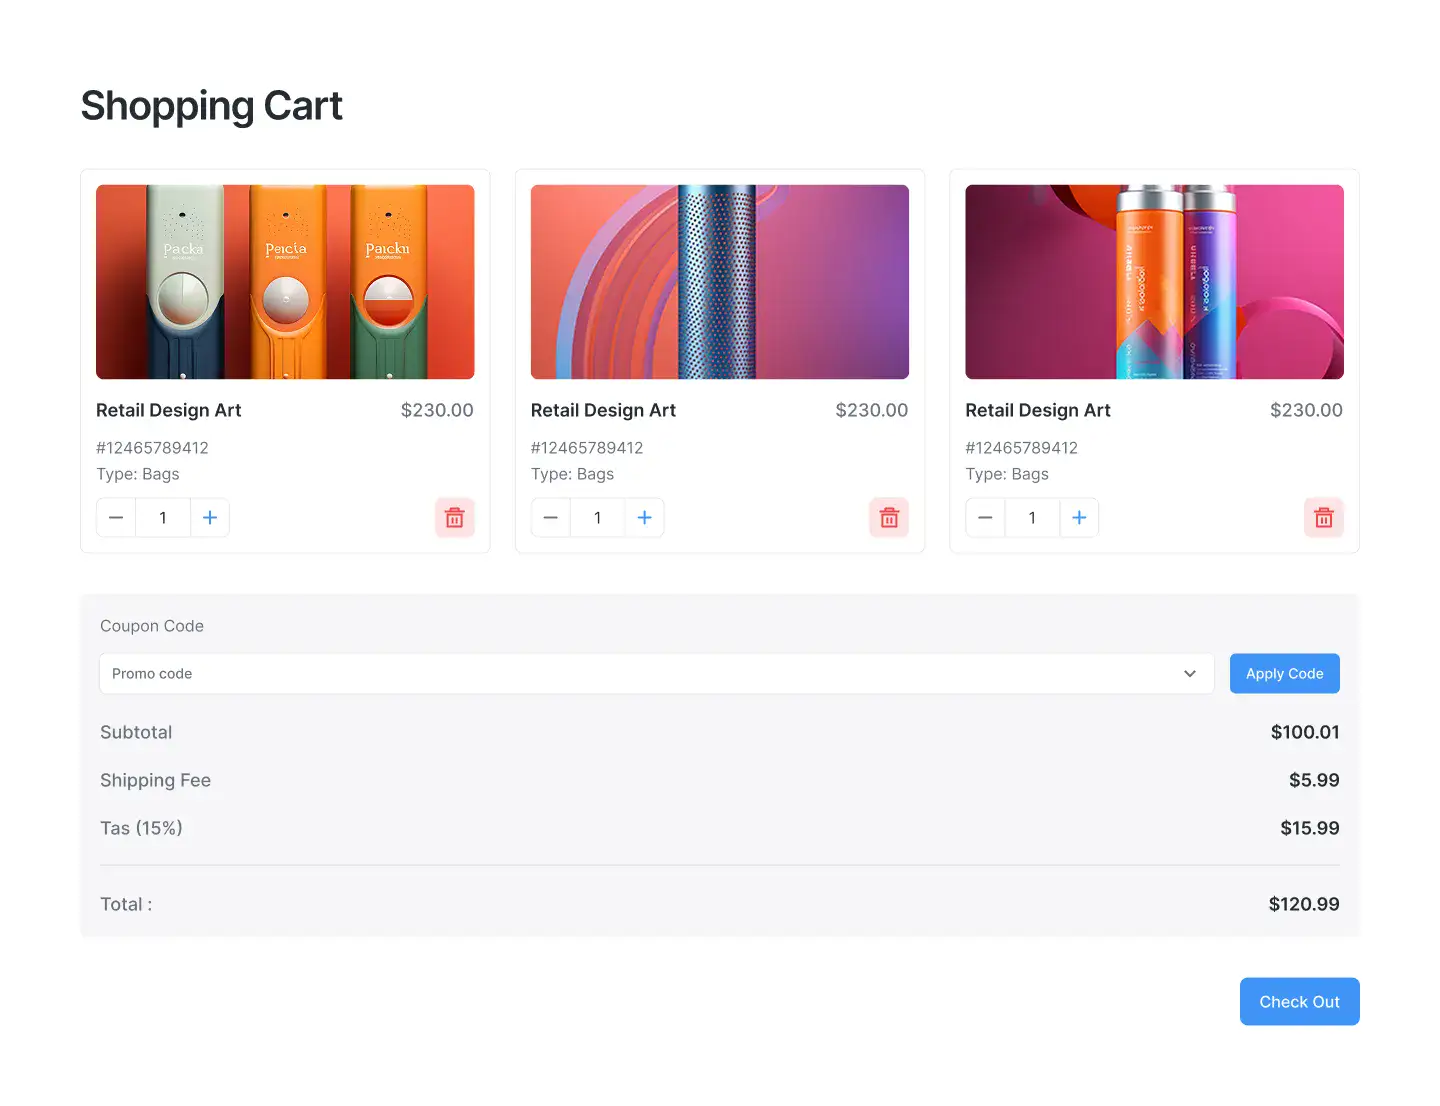 Shopping Cart
Packa
Peicta
Paickı
Retail Design Art
$230.00
#12465789412
Type: Bags
1
Retail Design Art
$230.00
#12465789412
Type: Bags
1
Retail Design Art
$230.00
#12465789412
Type: Bags
1
Coupon Code
Promo code
Apply Code
Subtotal
$100.01
Shipping Fee
$5.99
Tas (15%)
$15.99
Total :
$120.99
Check Out